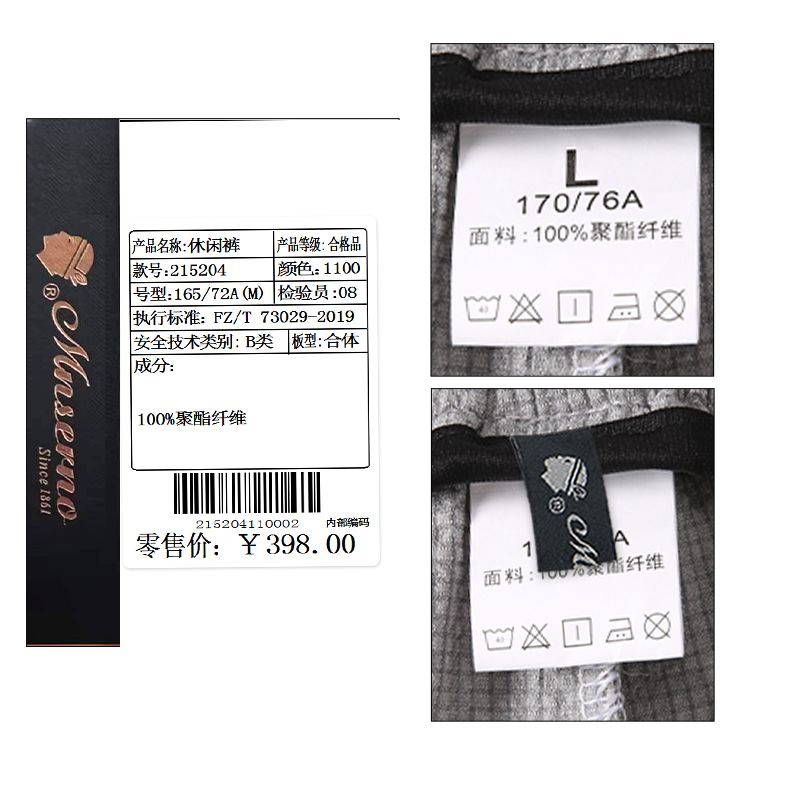 ® Mnserno
Since 1861
产品名称:休闲裤 产品等级:合格品
款号:215204 颜色:1100
号型:165/72A(M) 检验员:08
执行标准: FZ/T 73029-2019
安全技术类别: B类 板型:合体
成分:
100%聚酯纤维
215204110002 内部编码
零售价: ￥398.00
L
170/76A
面料:100%聚酯纤维
40
®
M
1 A
面料:100%聚酯纤维
40